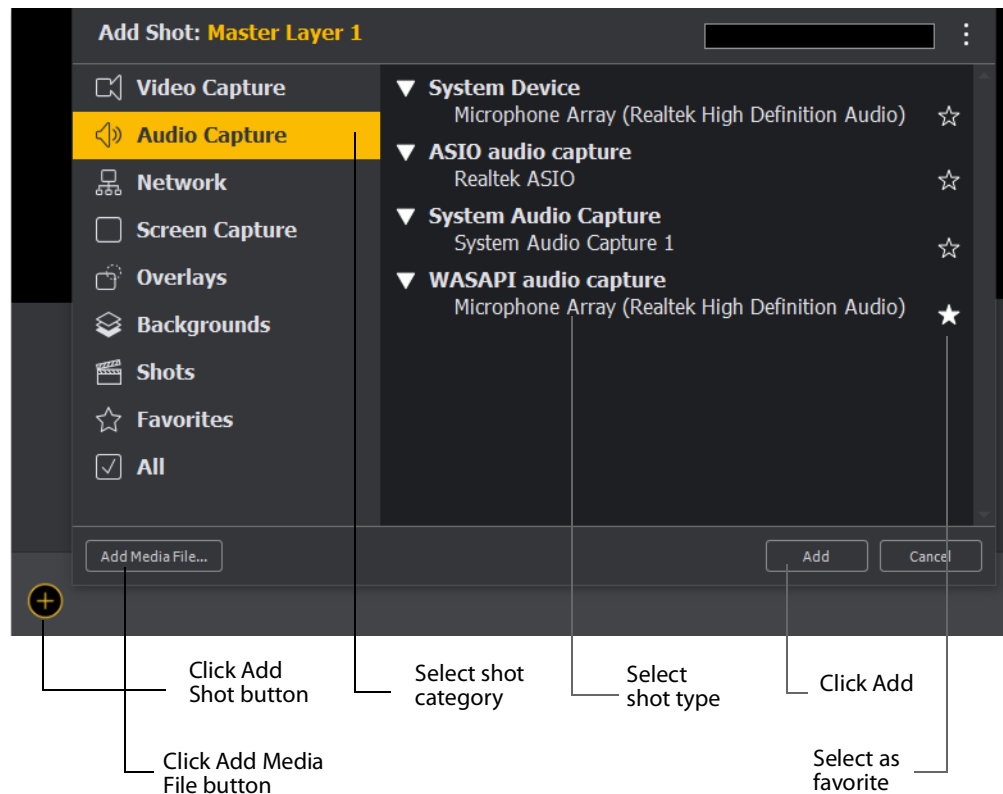 Add Shot: Master Layer 1
Video Capture
Audio Capture
Network
Screen Capture
Overlays
Backgrounds
Shots
Favorites
All
System Device
Microphone Array (Realtek High Definition Audio)
ASIO audio capture
Realtek ASIO
System Audio Capture
System Audio Capture 1
WASAPI audio capture
Microphone Array (Realtek High Definition Audio)
Add Media File...
Add
Cancel
Click Add
Shot button
Select shot
category
Select
shot type
Click Add
Click Add Media
File button
Select as
favorite